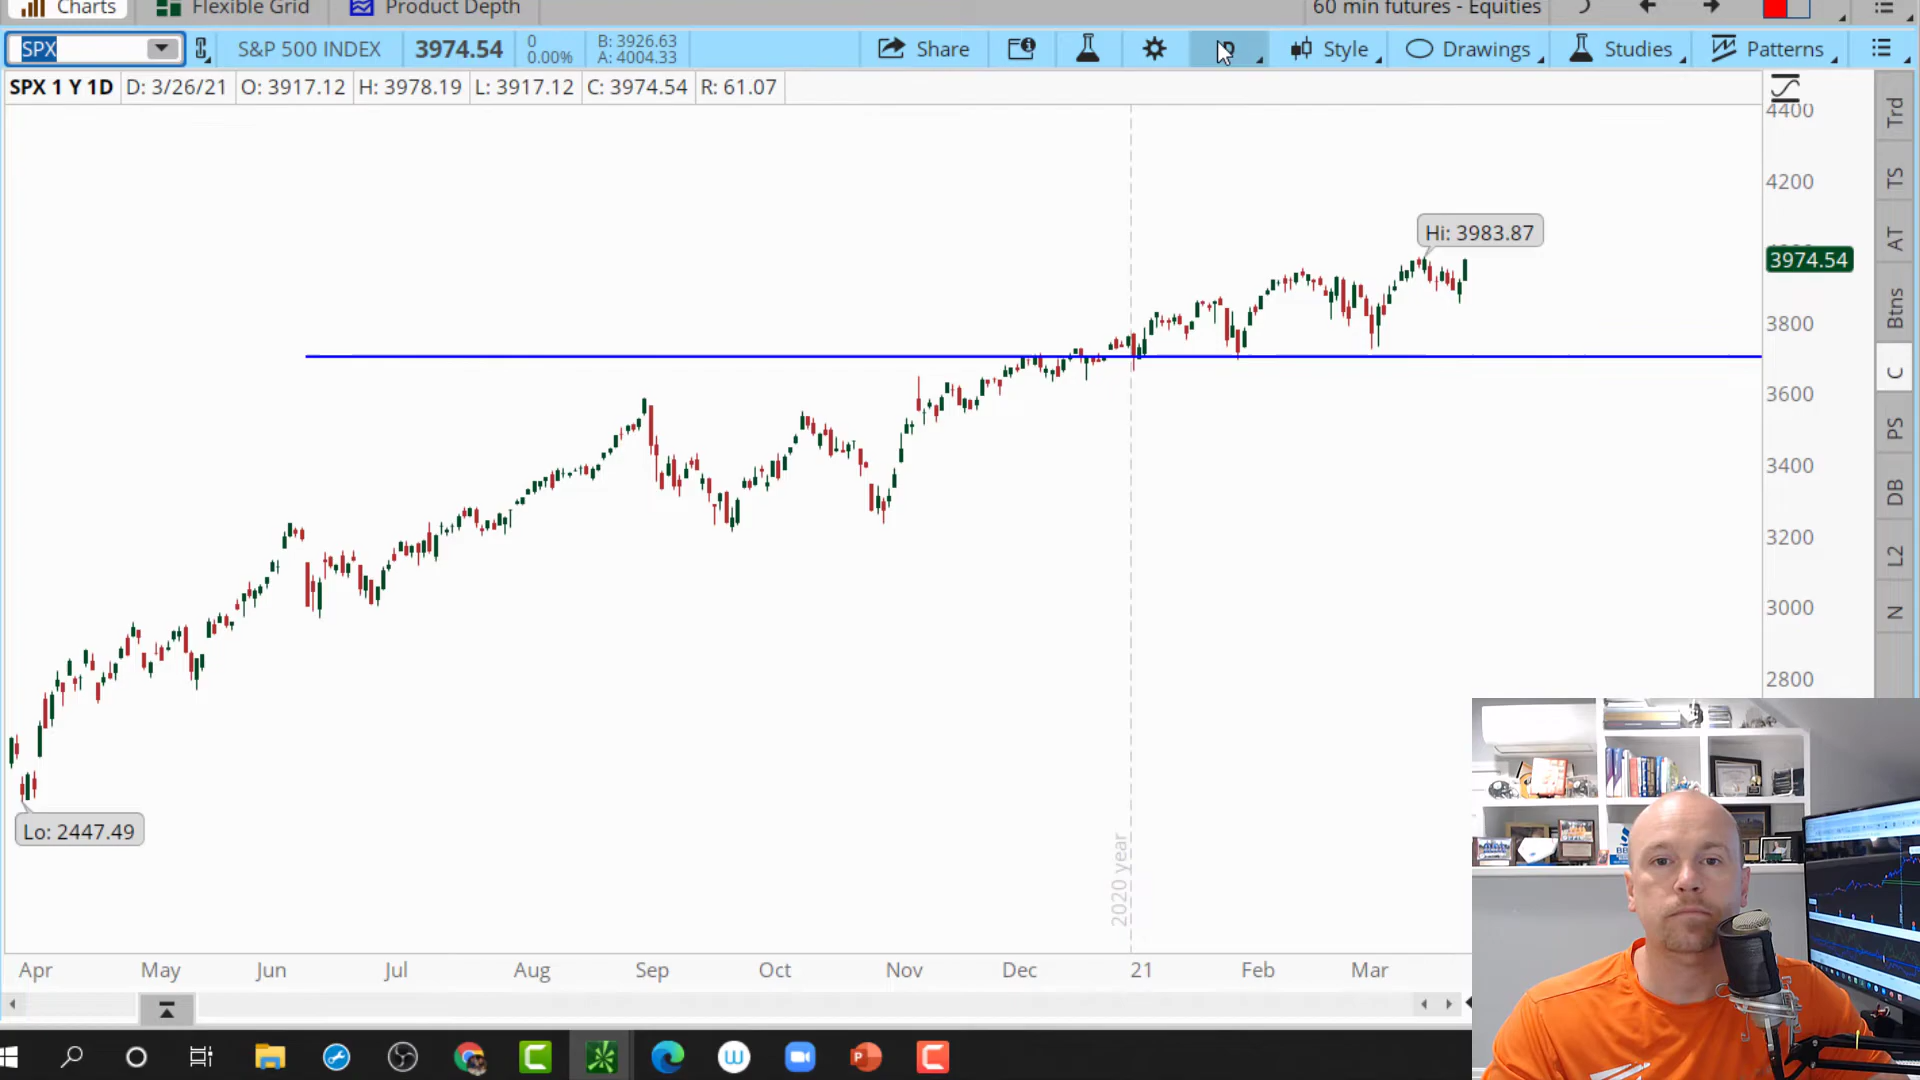 Charts
Flexible Grid
Product Depth
60 min futures - Equities
SPX
S&P 500 INDEX
3974.54
0
0.00%
B: 3926.63
A: 4004.33
Share
D
Style
Drawings
Studies
Patterns
SPX 1 Y 1D
D: 3/26/21
O: 3917.12
H: 3978.19
L: 3917.12
C: 3974.54
R: 61.07
4400
4200
Hi: 3983.87
3974.54
3800
3600
3400
3200
3000
2800
Lo: 2447.49
2020 year
Apr
May
Jun
Jul
Aug
Sep
Oct
Nov
Dec
21
Feb
Mar
Trd
TS
AT
Btns
C
PS
DB
L2
N